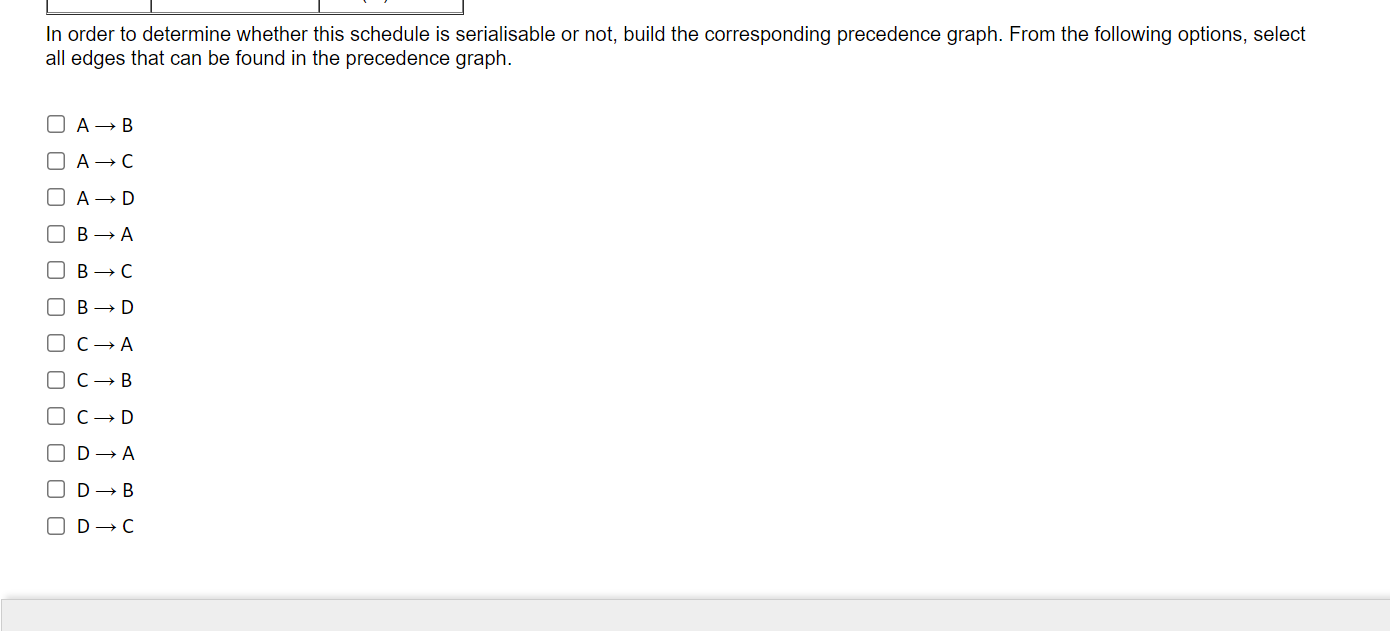 In order to determine whether this schedule is serialisable or not, build the corresponding precedence graph. From the following options, select
all edges that can be found in the precedence graph.
A → B
A → C
A → D
B → A
B → C
B → D
C → A
C → B
C → D
D → A
D → B
D → C